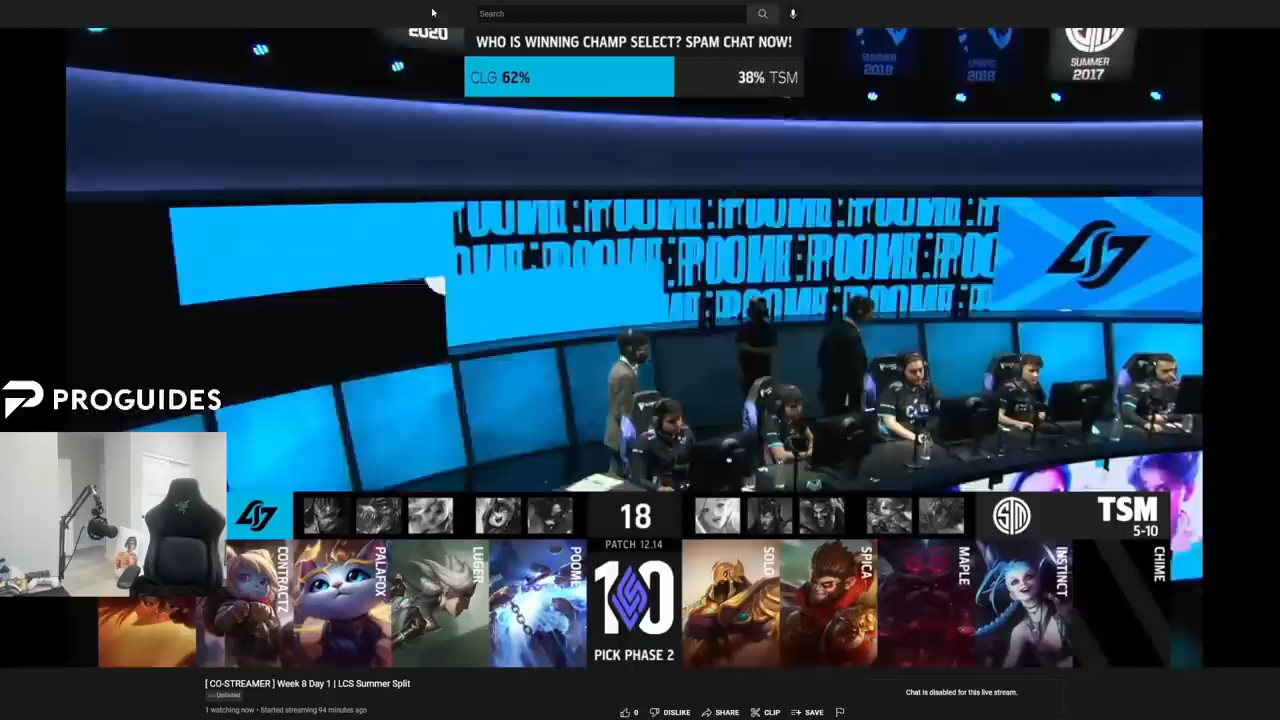 Search
2020
WHO IS WINNING CHAMP SELECT? SPAM CHAT NOW!
CLG 62%
38% TSM
SUMMER
2018
SPRING
2018
SUMMER
2017
POOME:
PROGUIDES
18
TSM
5-10
PATCH 12.14
10
PICK PHASE 2
CONTRACTZ
PALAFOX
LUGER
POOME
SOLO
SPICA
MAPLE
INSTINCT
CHIME
[ CO-STREAMER ] Week 8 Day 1 | LCS Summer Split
Unlisted
1 watching now • Started streaming 94 minutes ago
0 DISLIKE SHARE CLIP SAVE
Chat is disabled for this live stream.